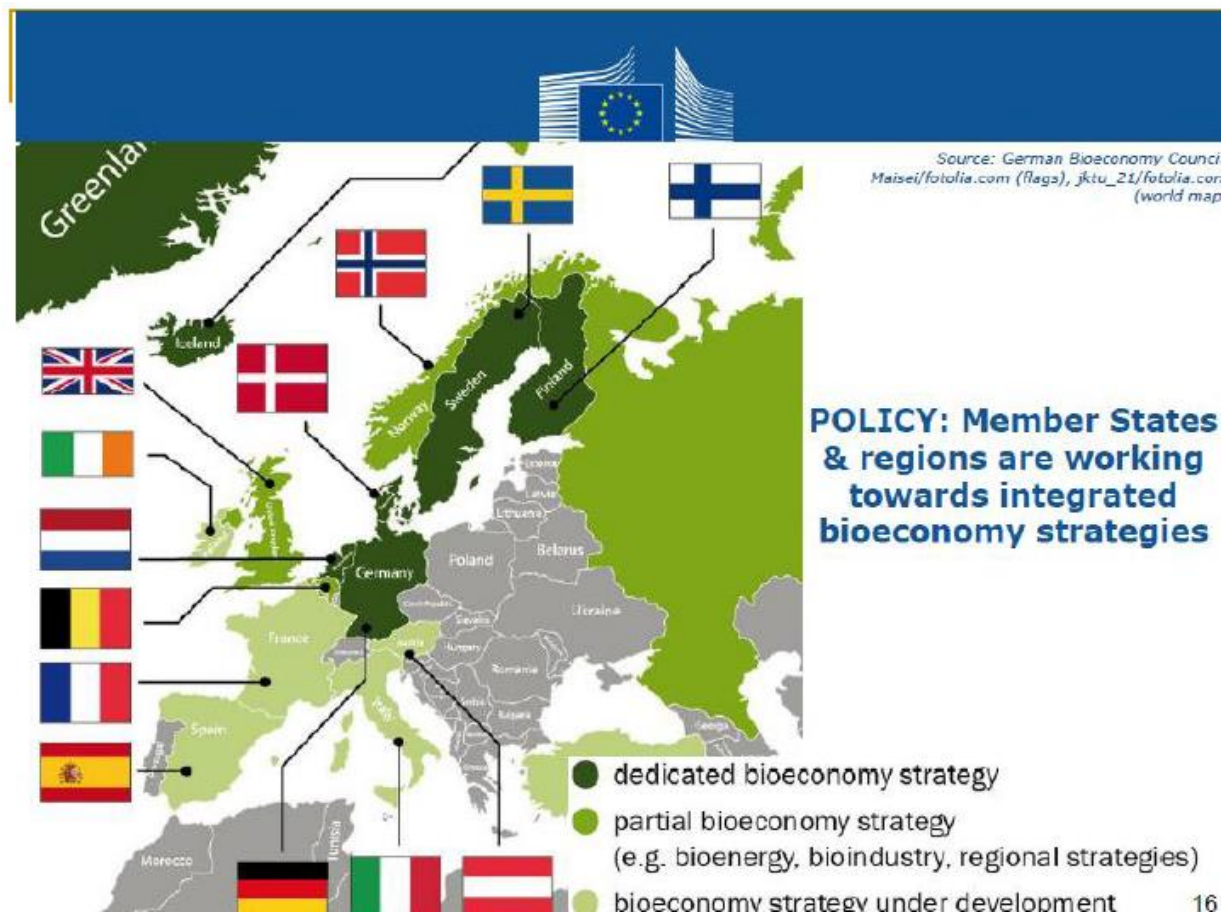 Source: German Bioeconomy Council
Maisei/fotolia.com (flags), jktu_21/fotolia.com
(world map
Greenlan
Iceland
Norway
Sweden
Finland
Latvia
Lithuania
Belarus
Poland
Germany
Ukraine
Czech Republic
Slovakia
France
Austria
Hungary
Romania
Italy
Spain
Bulgaria
Georgia
Morocco
Tunisia
POLICY: Member States
& regions are working
towards integrated
bioeconomy strategies
dedicated bioeconomy strategy
partial bioeconomy strategy
(e.g. bioenergy, bioindustry, regional strategies)
bioeconomy strategy under development
16